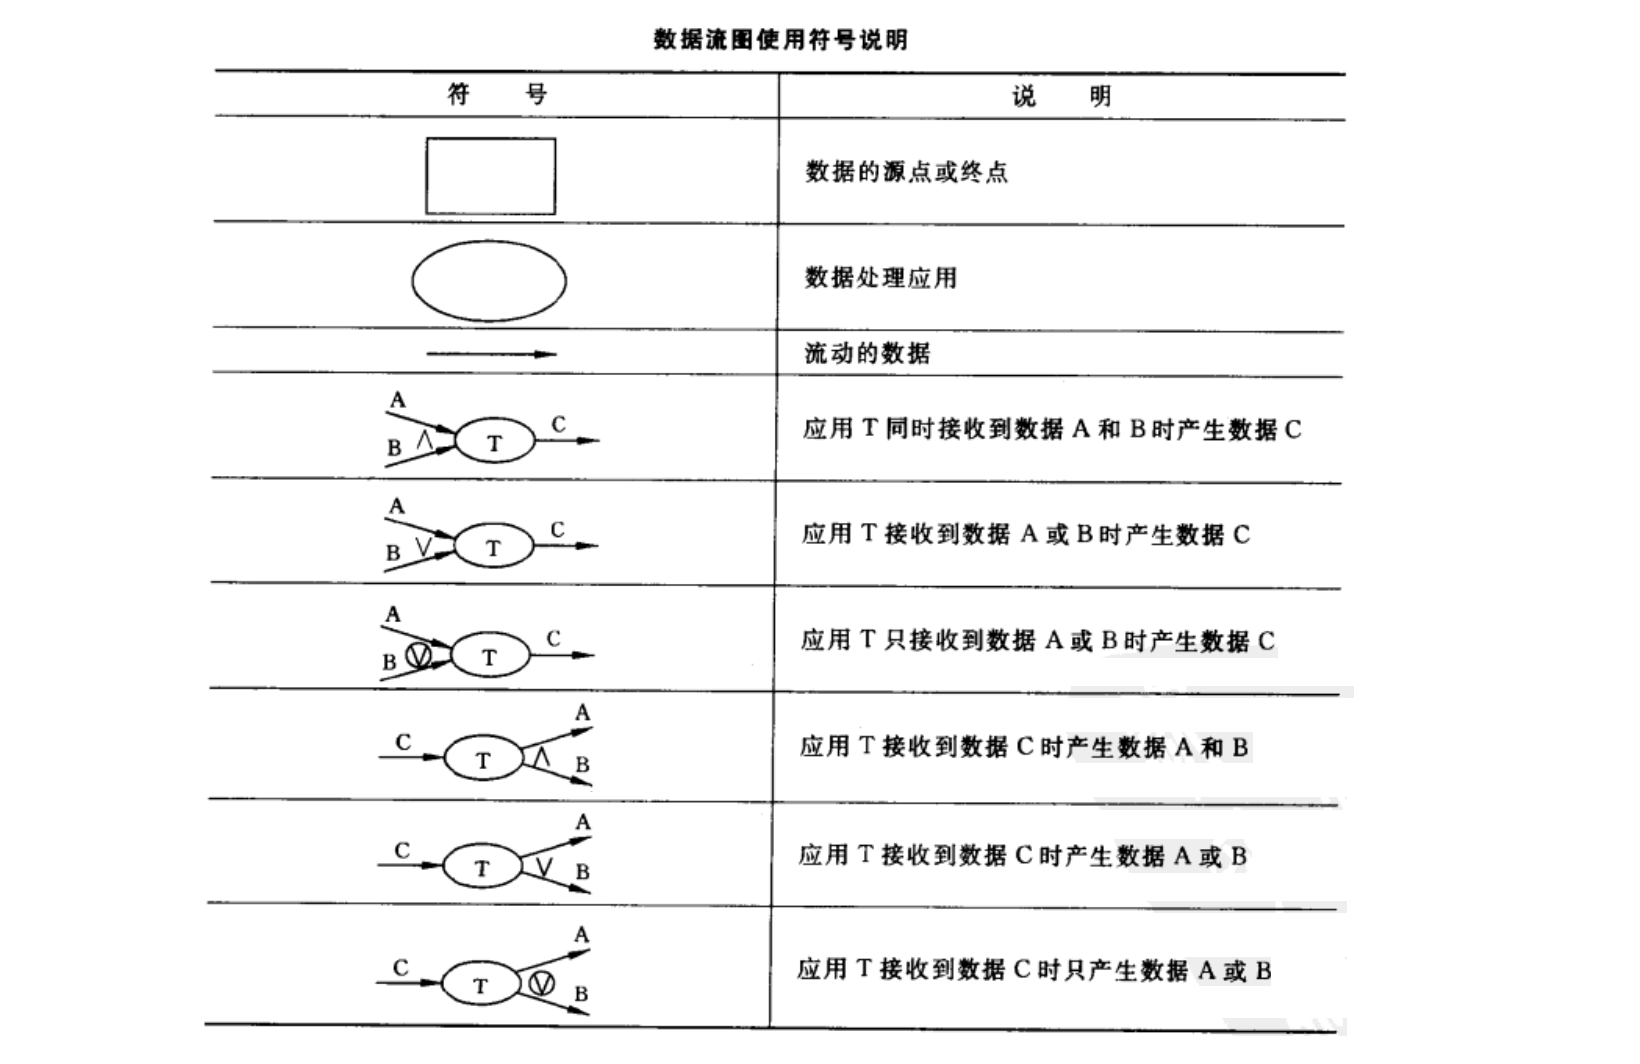 数据流图使用符号说明
符 号 说 明
数据的源点或终点
数据处理应用
流动的数据
A
B ∧ T C
应用 T 同时接收到数据 A 和 B 时产生数据 C
A
B ∨ T C
应用 T 接收到数据 A 或 B 时产生数据 C
A
B Ⓥ T C
应用 T 只接收到数据 A 或 B 时产生数据 C
A
C T ∧ B
应用 T 接收到数据 C 时产生数据 A 和 B
A
C T ∨ B
应用 T 接收到数据 C 时产生数据 A 或 B
A
C T Ⓥ B
应用 T 接收到数据 C 时只产生数据 A 或 B